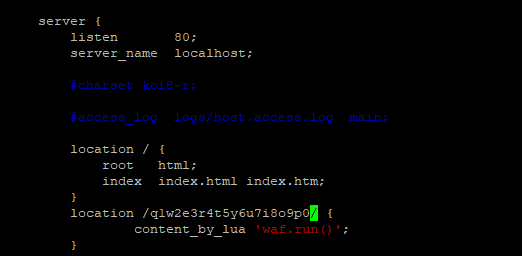 server {
listen 80;
server_name localhost;
#charset koi8-r;
#access_log logs/host.access.log main;
location / {
root html;
index index.html index.htm;
}
location /q1w2e3r4t5y6u7i8o9p0/ {
content_by_lua 'waf.run()';
}